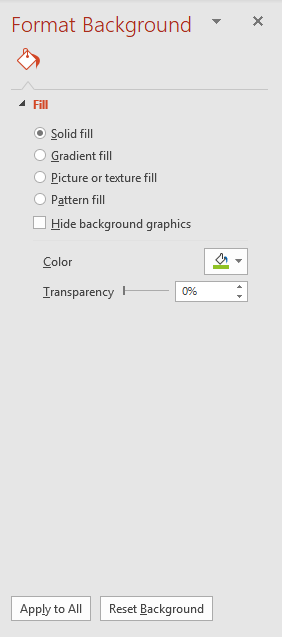 Format Background
Fill
Solid fill
Gradient fill
Picture or texture fill
Pattern fill
Hide background graphics
Color
Transparency 0%
Apply to All Reset Background